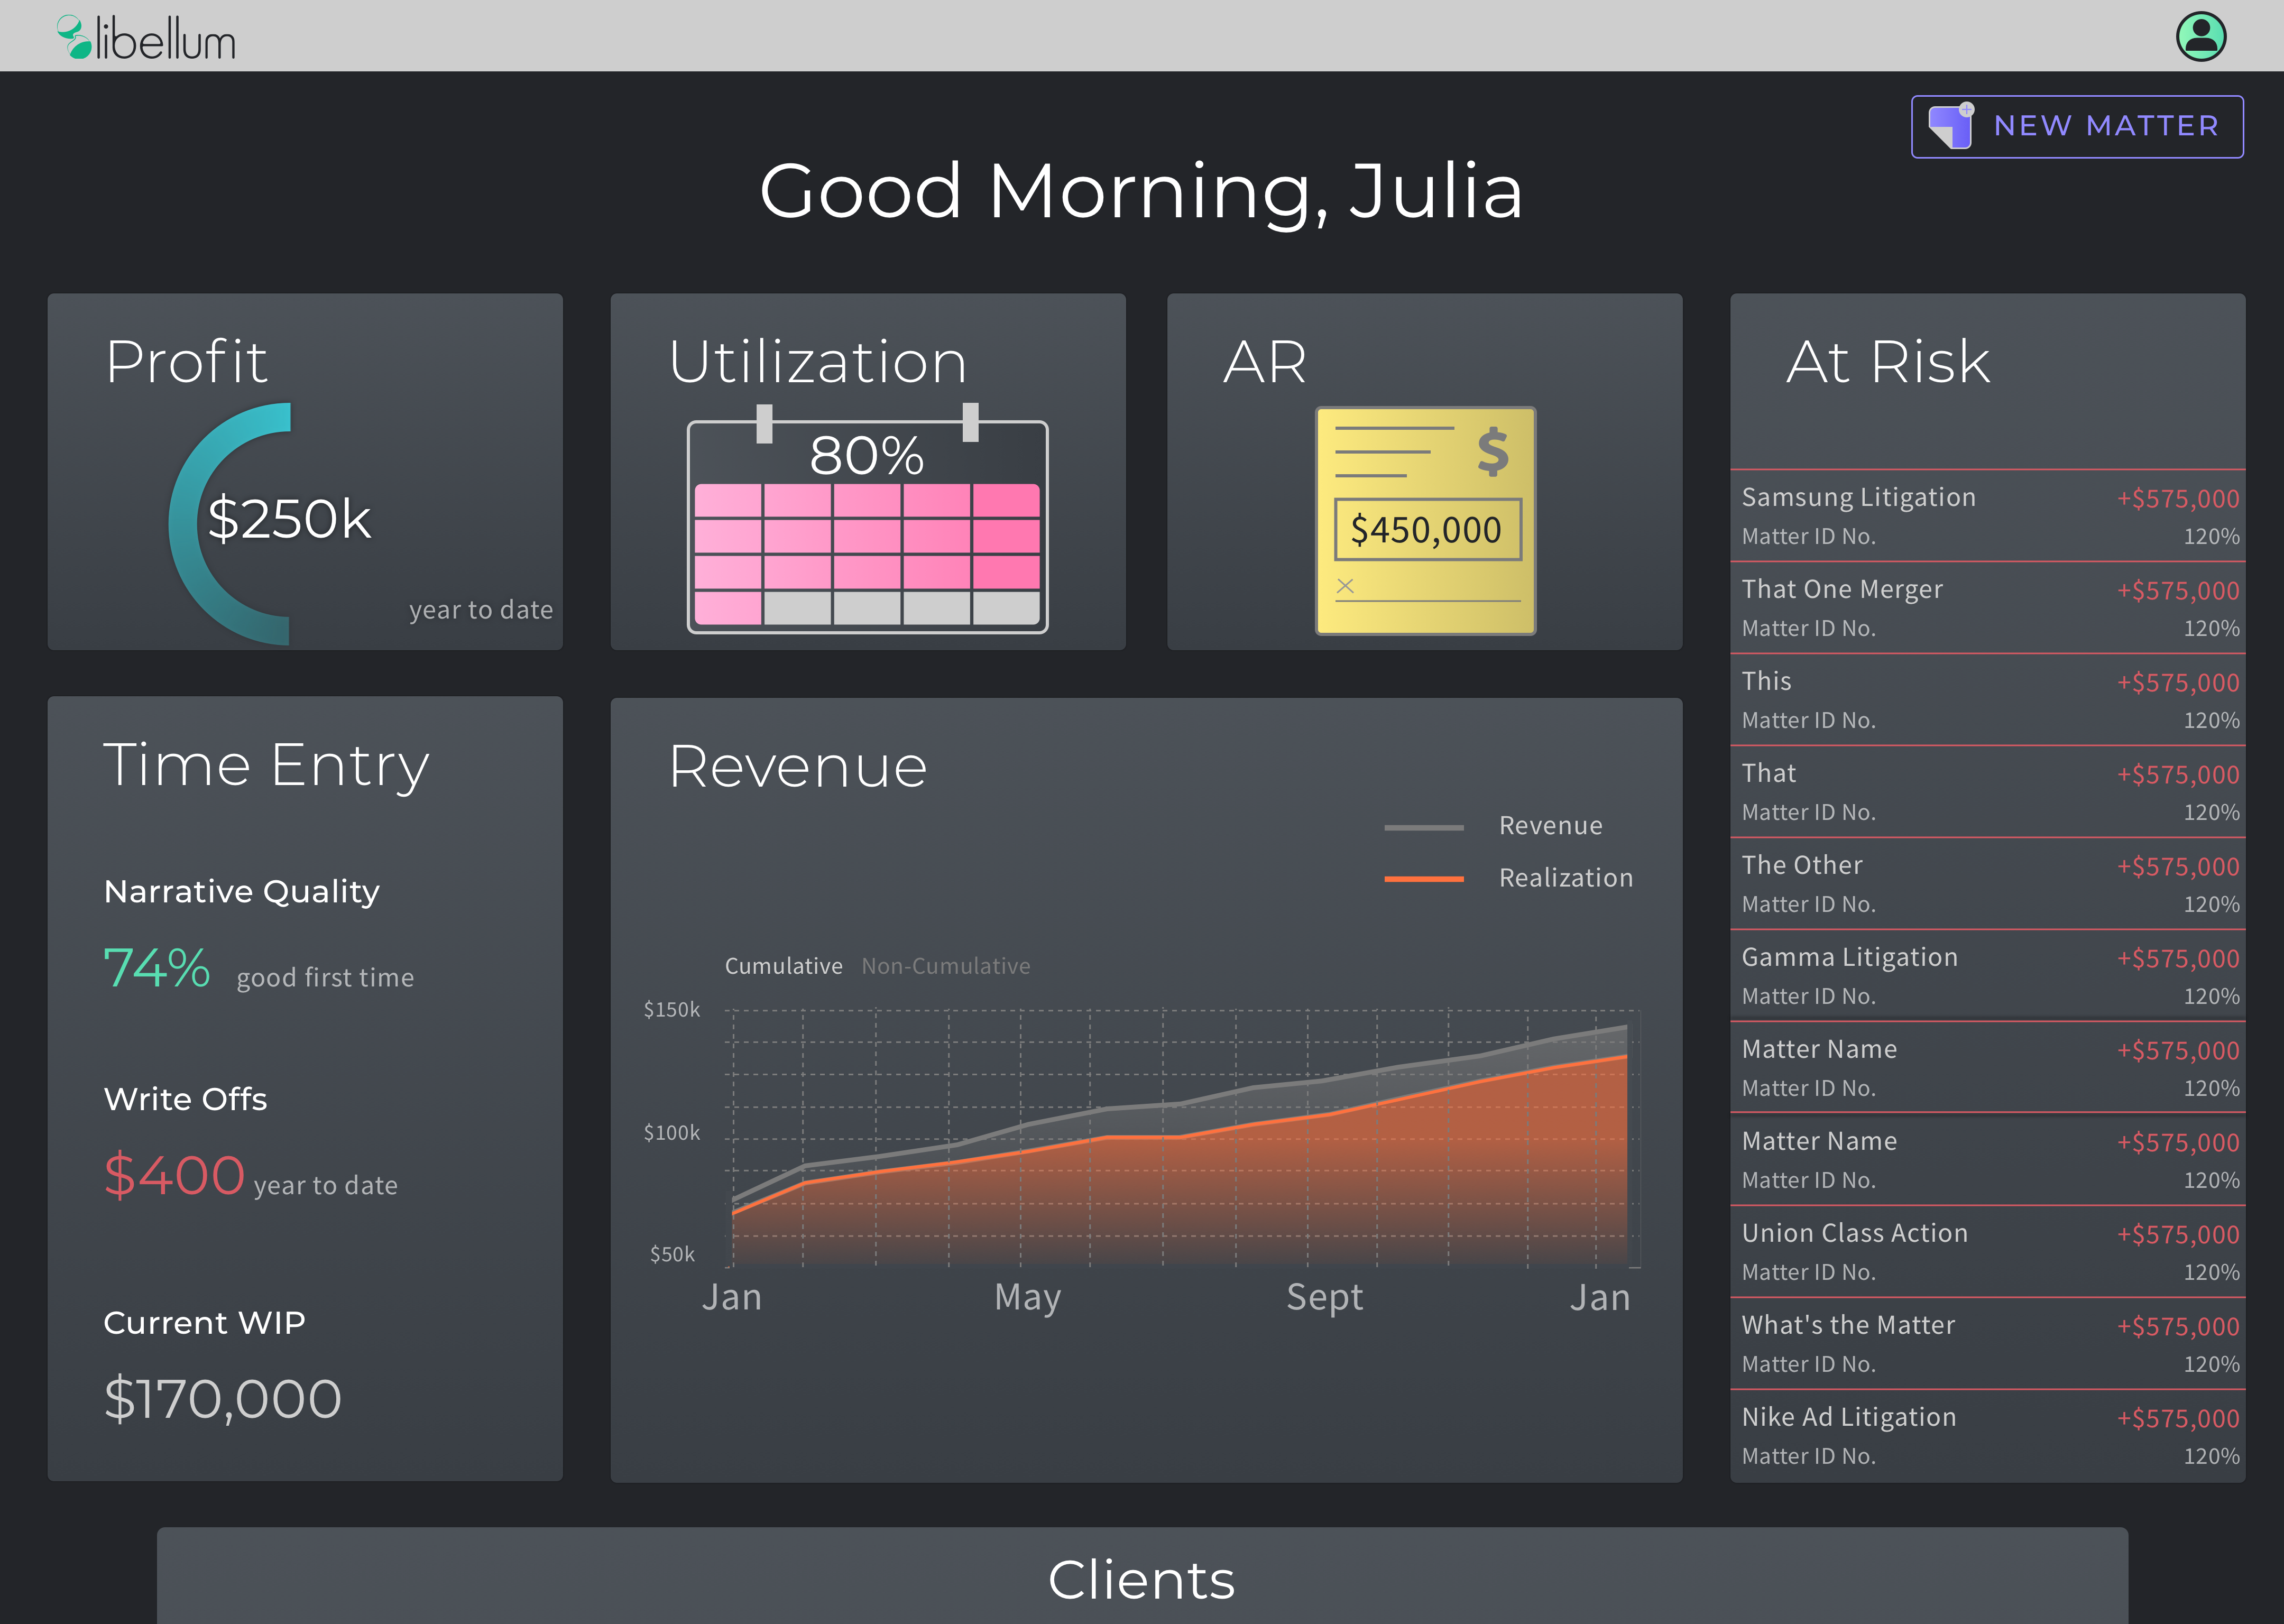 libellum
NEW MATTER
Good Morning, Julia
Profit
$250k
year to date
Utilization
80%
AR
$
$450,000
At Risk
Samsung Litigation +$575,000
Matter ID No. 120%
That One Merger +$575,000
Matter ID No. 120%
This +$575,000
Matter ID No. 120%
That +$575,000
Matter ID No. 120%
The Other +$575,000
Matter ID No. 120%
Gamma Litigation +$575,000
Matter ID No. 120%
Matter Name +$575,000
Matter ID No. 120%
Matter Name +$575,000
Matter ID No. 120%
Union Class Action +$575,000
Matter ID No. 120%
What's the Matter +$575,000
Matter ID No. 120%
Nike Ad Litigation +$575,000
Matter ID No. 120%
Time Entry
Narrative Quality
74% good first time
Write Offs
$400 year to date
Current WIP
$170,000
Revenue
Revenue
Realization
Cumulative Non-Cumulative
$150k
$100k
$50k
Jan May Sept Jan
Clients